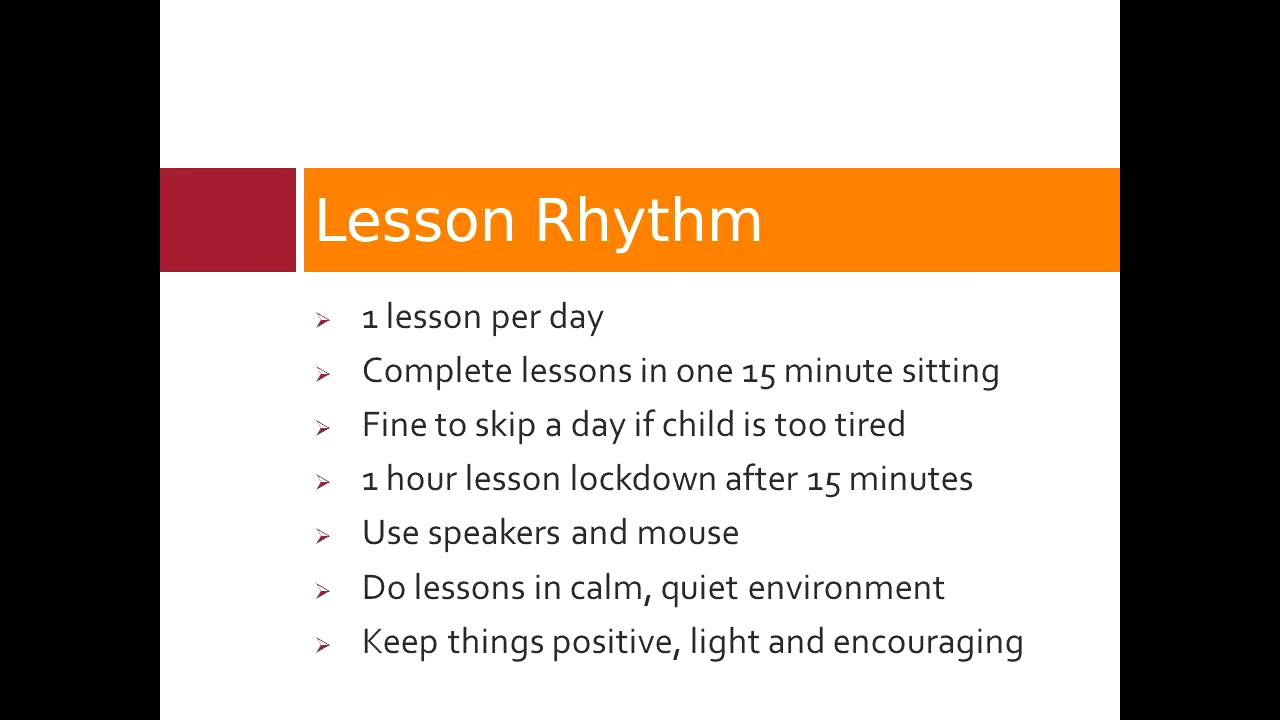 Lesson Rhythm
1 lesson per day
Complete lessons in one 15 minute sitting
Fine to skip a day if child is too tired
1 hour lesson lockdown after 15 minutes
Use speakers and mouse
Do lessons in calm, quiet environment
Keep things positive, light and encouraging